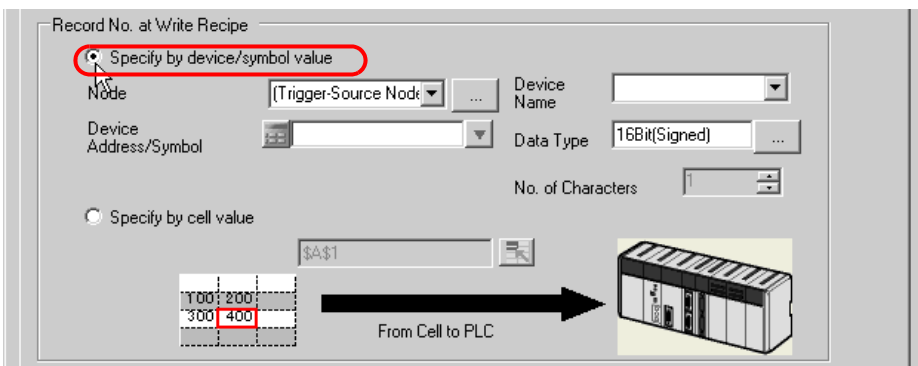 Record No. at Write Recipe
Specify by device/symbol value
Node
(Trigger-Source Node
...
Device
Name
Device
Address/Symbol
Data Type
16Bit(Signed)
...
No. of Characters
1
Specify by cell value
$A$1
100 200
300 400
From Cell to PLC